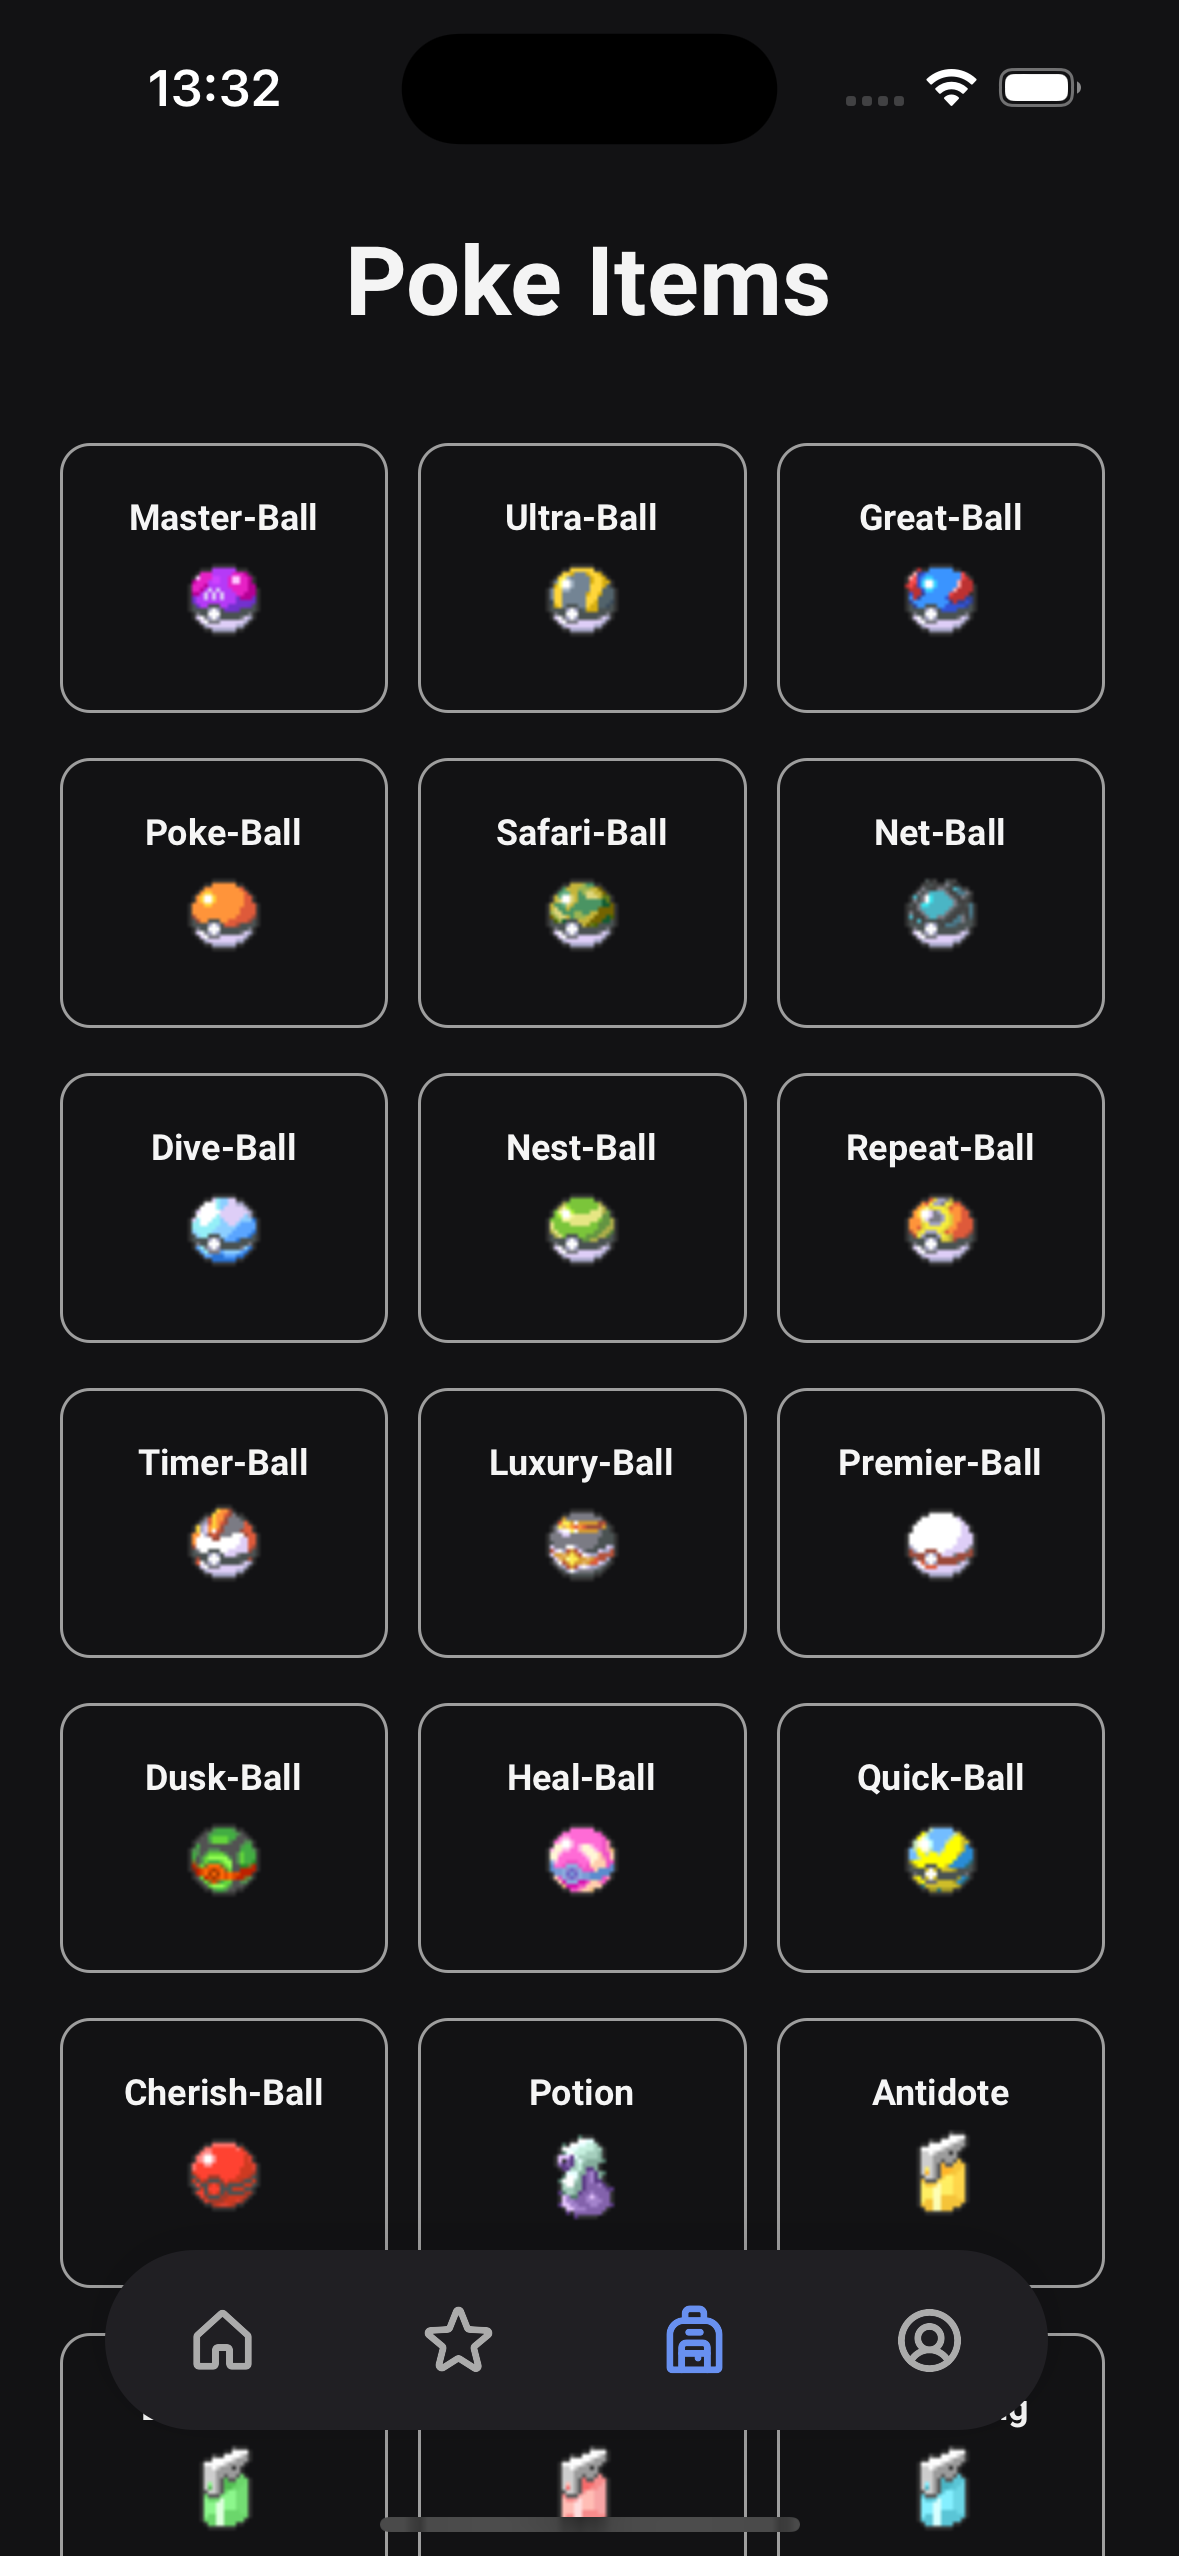 13:32
Poke Items
Master-Ball Ultra-Ball Great-Ball
Poke-Ball Safari-Ball Net-Ball
Dive-Ball Nest-Ball Repeat-Ball
Timer-Ball Luxury-Ball Premier-Ball
Dusk-Ball Heal-Ball Quick-Ball
Cherish-Ball Potion Antidote